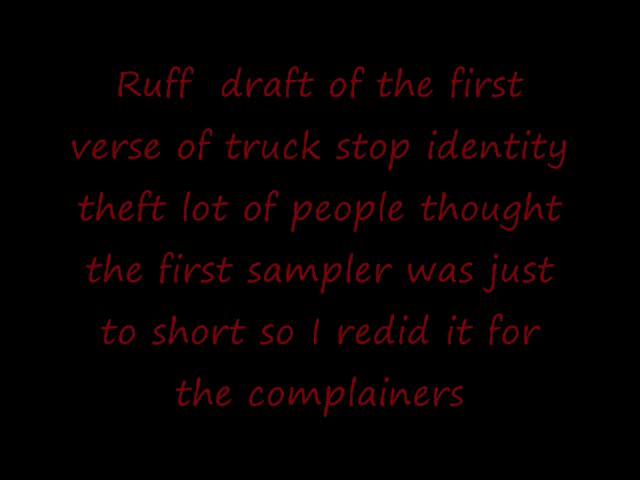 Ruff draft of the first
verse of truck stop identity
theft lot of people thought
the first sampler was just
to short so I redid it for
the complainers